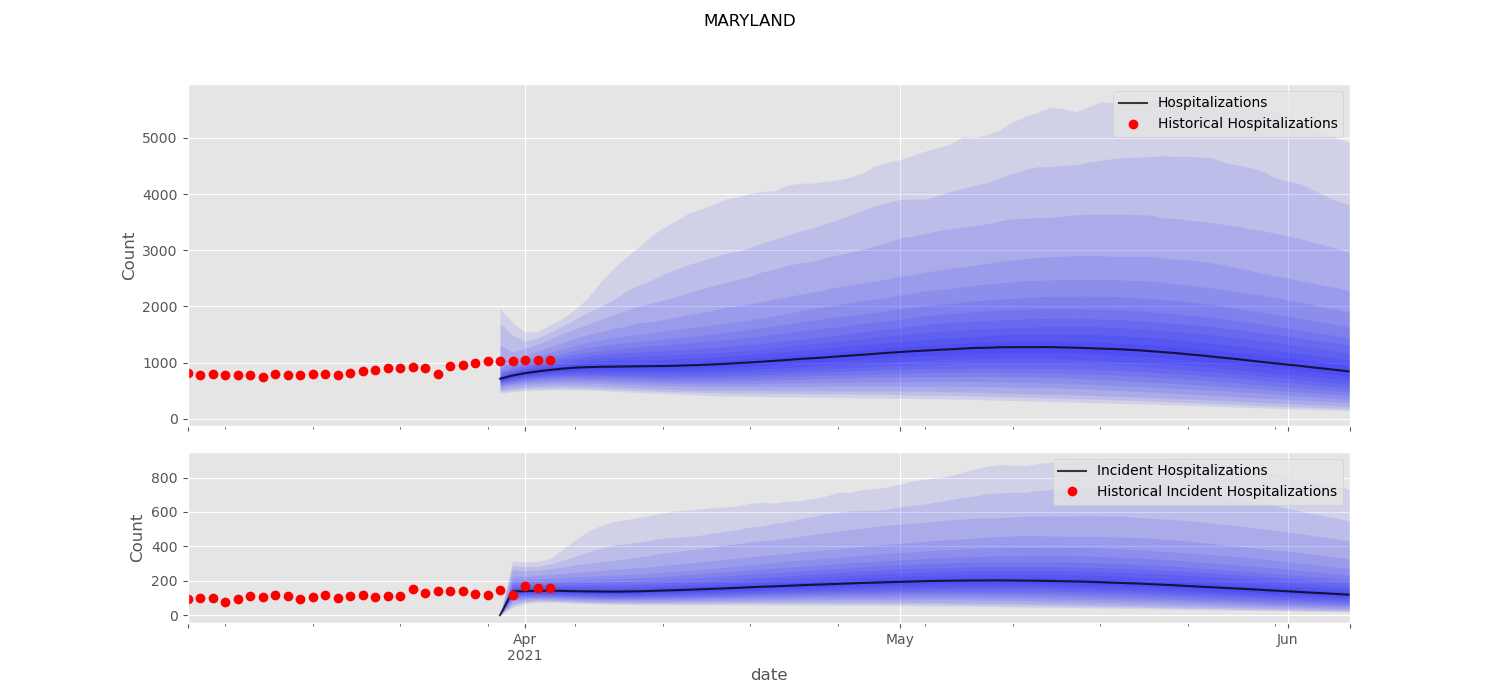 MARYLAND
Hospitalizations
Historical Hospitalizations
5000
4000
3000
2000
1000
0
Count
Incident Hospitalizations
Historical Incident Hospitalizations
800
600
400
200
0
Count
Apr
2021
May
Jun
date